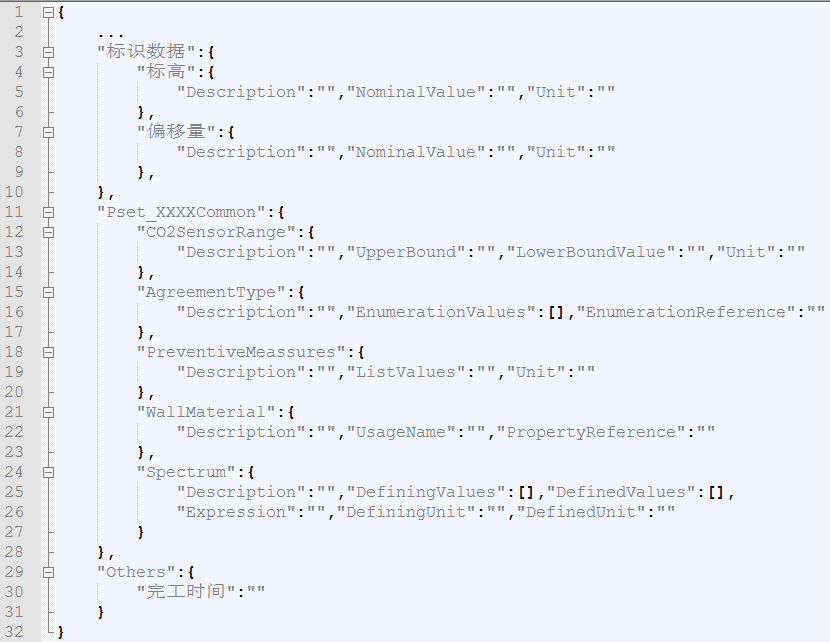 1 {
2 ...
3 "标识数据":{
4 "标高":{
5 "Description":"","NominalValue":"","Unit":""
6 },
7 "偏移量":{
8 "Description":"","NominalValue":"","Unit":""
9 },
10 },
11 "Pset_XXXXCommon":{
12 "CO2SensorRange":{
13 "Description":"","UpperBound":"","LowerBoundValue":"","Unit":""
14 },
15 "AgreementType":{
16 "Description":"","EnumerationValues":[],"EnumerationReference":""
17 },
18 "PreventiveMeassures":{
19 "Description":"","ListValues":"","Unit":""
20 },
21 "WallMaterial":{
22 "Description":"","UsageName":"","PropertyReference":""
23 },
24 "Spectrum":{
25 "Description":"","DefiningValues":[],"DefinedValues":[],
26 "Expression":"","DefiningUnit":"","DefinedUnit":""
27 }
28 },
29 "Others":{
30 "完工时间":""
31 }
32 }